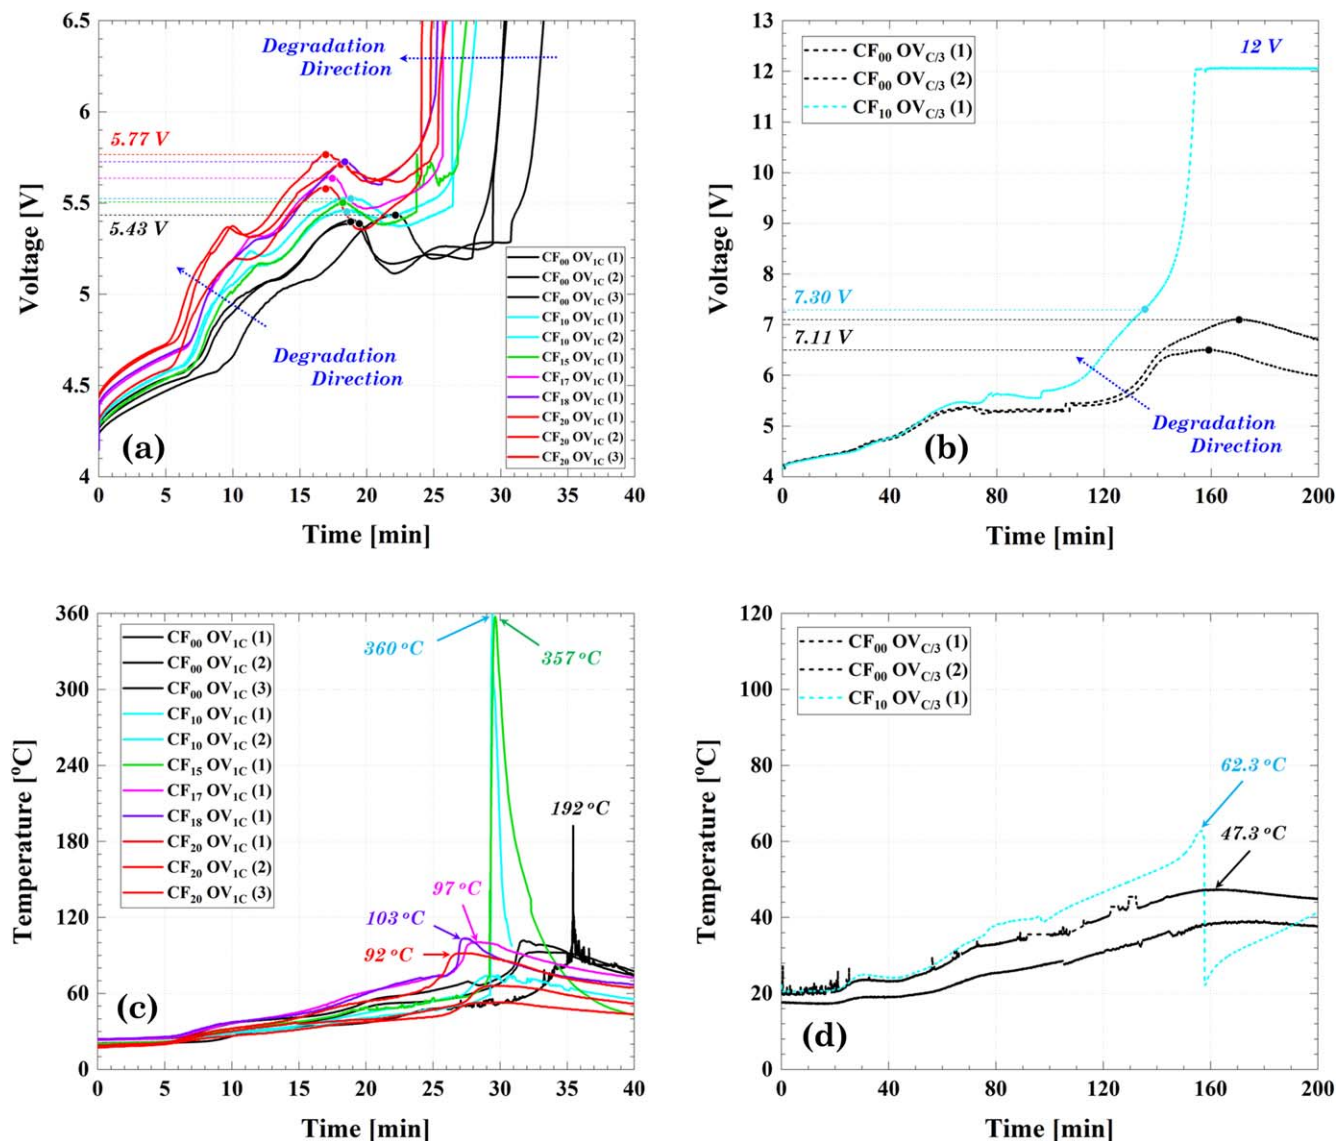 6.5
6
5.5
5
4.5
4
Voltage [V]
Degradation
Direction
5.77 V
5.43 V
Degradation
Direction
CF₀₀ OV₁C (1)
CF₀₀ OV₁C (2)
CF₀₀ OV₁C (3)
CF₁₀ OV₁C (1)
CF₁₀ OV₁C (2)
CF₁₅ OV₁C (1)
CF₁₇ OV₁C (1)
CF₁₈ OV₁C (1)
CF₂₀ OV₁C (1)
CF₂₀ OV₁C (2)
CF₂₀ OV₁C (3)
(a)
0 5 10 15 20 25 30 35 40
Time [min]
13
12
11
10
9
8
7
6
5
4
Voltage [V]
CF₀₀ OV C/3 (1)
CF₀₀ OV C/3 (2)
CF₁₀ OV C/3 (1)
12 V
7.30 V
7.11 V
Degradation
Direction
(b)
0 40 80 120 160 200
Time [min]
360
300
240
180
120
60
0
Temperature [°C]
CF₀₀ OV₁C (1)
CF₀₀ OV₁C (2)
CF₀₀ OV₁C (3)
CF₁₀ OV₁C (1)
CF₁₀ OV₁C (2)
CF₁₅ OV₁C (1)
CF₁₇ OV₁C (1)
CF₁₈ OV₁C (1)
CF₂₀ OV₁C (1)
CF₂₀ OV₁C (2)
CF₂₀ OV₁C (3)
360 °C
357 °C
192 °C
97 °C
103 °C
92 °C
(c)
0 5 10 15 20 25 30 35 40
Time [min]
120
100
80
60
40
20
0
Temperature [°C]
CF₀₀ OV C/3 (1)
CF₀₀ OV C/3 (2)
CF₁₀ OV C/3 (1)
62.3 °C
47.3 °C
(d)
0 40 80 120 160 200
Time [min]